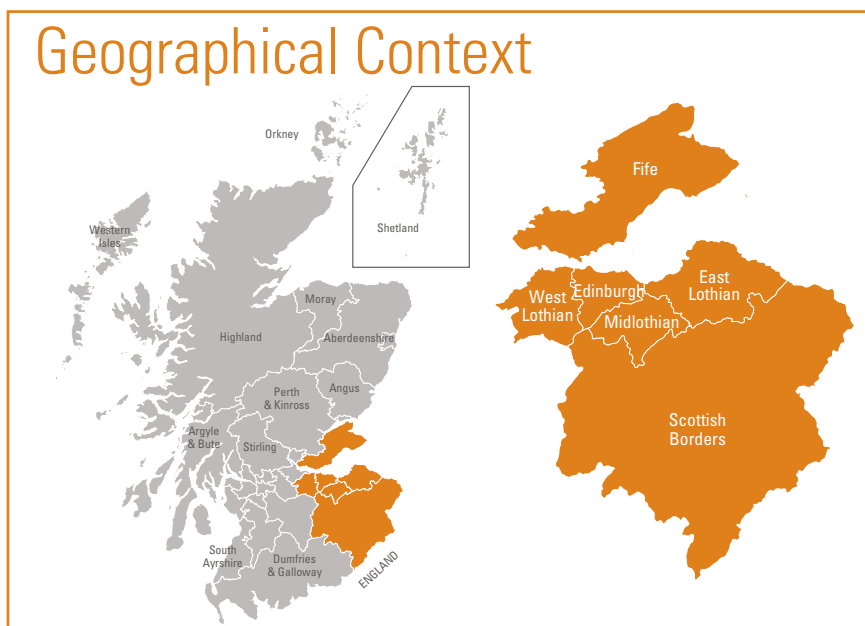 Geographical Context
Orkney
Shetland
Western
Isles
Moray
Highland
Aberdeenshire
Perth
& Kinross
Angus
Argyle
& Bute
Stirling
South
Ayrshire
Dumfries
& Galloway
ENGLAND
Fife
West
Lothian
Edinburgh
East
Lothian
Midlothian
Scottish
Borders